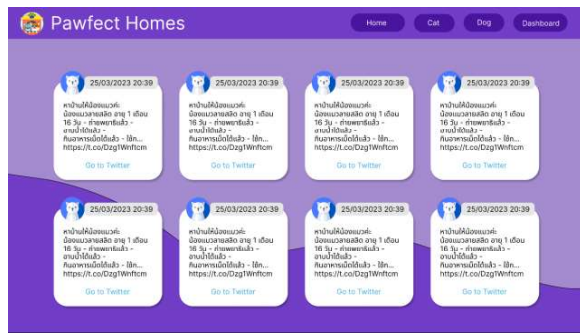 Pawfect Homes
Home
Cat
Dog
Dashboard
25/03/2023 20:39
หาบ้านให้น้องแมวค่ะ
น้องแมวลายสลิด อายุ 1 เดือน
16 วัน - ถ่ายพยาธิแล้ว -
อาบน้ำได้แล้ว -
กินอาหารเม็ดได้แล้ว - ใช้ก...
https://t.co/Dzg1Wnftcm
Go to Twitter
25/03/2023 20:39
หาบ้านให้น้องแมวค่ะ
น้องแมวลายสลิด อายุ 1 เดือน
16 วัน - ถ่ายพยาธิแล้ว -
อาบน้ำได้แล้ว -
กินอาหารเม็ดได้แล้ว - ใช้ก...
https://t.co/Dzg1Wnftcm
Go to Twitter
25/03/2023 20:39
หาบ้านให้น้องแมวค่ะ
น้องแมวลายสลิด อายุ 1 เดือน
16 วัน - ถ่ายพยาธิแล้ว -
อาบน้ำได้แล้ว -
กินอาหารเม็ดได้แล้ว - ใช้ก...
https://t.co/Dzg1Wnftcm
Go to Twitter
25/03/2023 20:39
หาบ้านให้น้องแมวค่ะ
น้องแมวลายสลิด อายุ 1 เดือน
16 วัน - ถ่ายพยาธิแล้ว -
อาบน้ำได้แล้ว -
กินอาหารเม็ดได้แล้ว - ใช้ก...
https://t.co/Dzg1Wnftcm
Go to Twitter
25/03/2023 20:39
หาบ้านให้น้องแมวค่ะ
น้องแมวลายสลิด อายุ 1 เดือน
16 วัน - ถ่ายพยาธิแล้ว -
อาบน้ำได้แล้ว -
กินอาหารเม็ดได้แล้ว - ใช้ก...
https://t.co/Dzg1Wnftcm
Go to Twitter
25/03/2023 20:39
หาบ้านให้น้องแมวค่ะ
น้องแมวลายสลิด อายุ 1 เดือน
16 วัน - ถ่ายพยาธิแล้ว -
อาบน้ำได้แล้ว -
กินอาหารเม็ดได้แล้ว - ใช้ก...
https://t.co/Dzg1Wnftcm
Go to Twitter
25/03/2023 20:39
หาบ้านให้น้องแมวค่ะ
น้องแมวลายสลิด อายุ 1 เดือน
16 วัน - ถ่ายพยาธิแล้ว -
อาบน้ำได้แล้ว -
กินอาหารเม็ดได้แล้ว - ใช้ก...
https://t.co/Dzg1Wnftcm
Go to Twitter
25/03/2023 20:39
หาบ้านให้น้องแมวค่ะ
น้องแมวลายสลิด อายุ 1 เดือน
16 วัน - ถ่ายพยาธิแล้ว -
อาบน้ำได้แล้ว -
กินอาหารเม็ดได้แล้ว - ใช้ก...
https://t.co/Dzg1Wnftcm
Go to Twitter